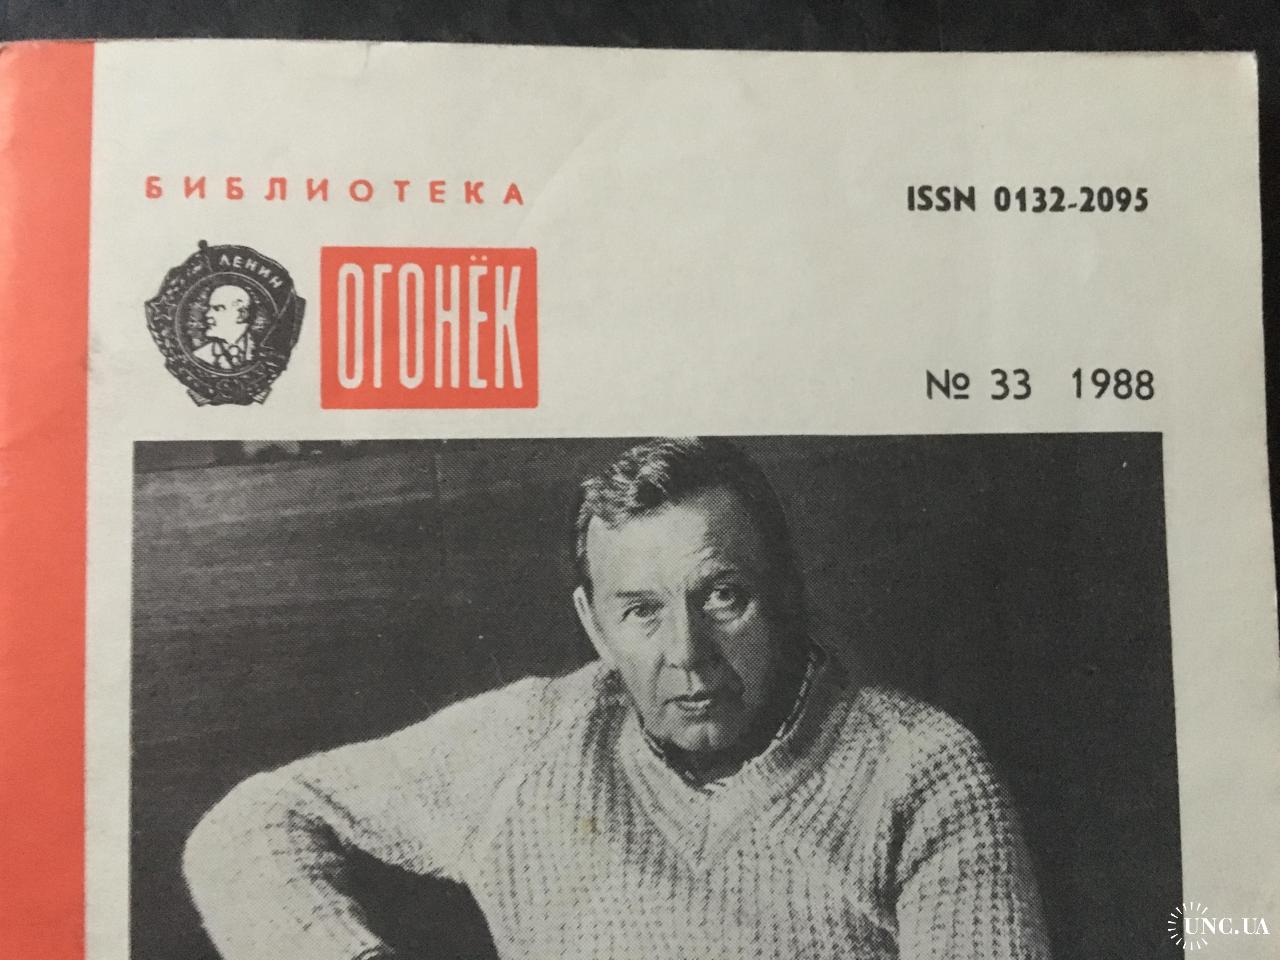 БИБЛИОТЕКА
ISSN 0132-2095
ЛЕНИН
ОГОНЁК
№ 33 1988
UNC.UA